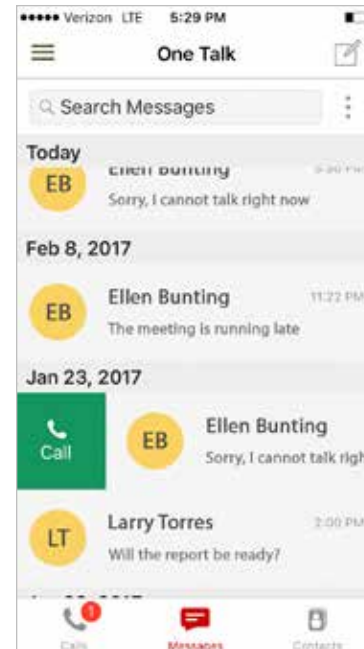 Verizon LTE 5:29 PM
One Talk
Search Messages
Today
EB
Ellen Bunting
Sorry, I cannot talk right now
Feb 8, 2017
EB
Ellen Bunting 11:22 PM
The meeting is running late
Jan 23, 2017
Call
EB
Ellen Bunting
Sorry, I cannot talk righ
LT
Larry Torres 2:00 PM
Will the report be ready?
1
Calls Messages Contacts